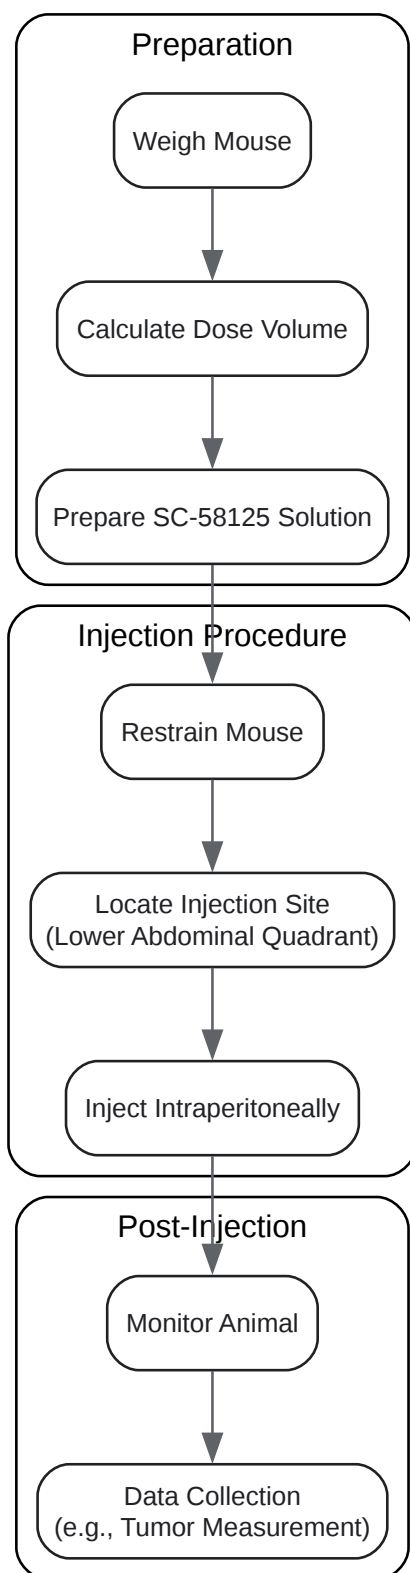 Preparation
Weigh Mouse
Calculate Dose Volume
Prepare SC-58125 Solution
Injection Procedure
Restrain Mouse
Locate Injection Site
(Lower Abdominal Quadrant)
Inject Intraperitoneally
Post-Injection
Monitor Animal
Data Collection
(e.g., Tumor Measurement)